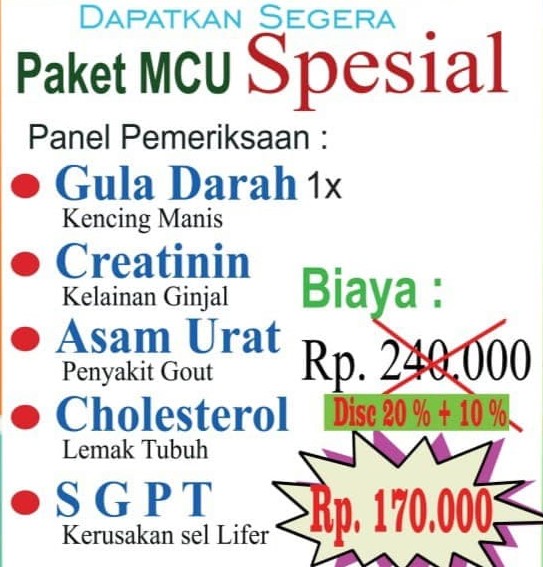 DAPATKAN SEGERA
Paket MCU Spesial
Panel Pemeriksaan :
Gula Darah 1x
Kencing Manis
Creatinin
Kelainan Ginjal
Asam Urat
Penyakit Gout
Cholesterol
Lemak Tubuh
S G P T
Kerusakan sel Lifer
Biaya :
Rp. 240.000
Disc 20 % + 10 %
Rp. 170.000